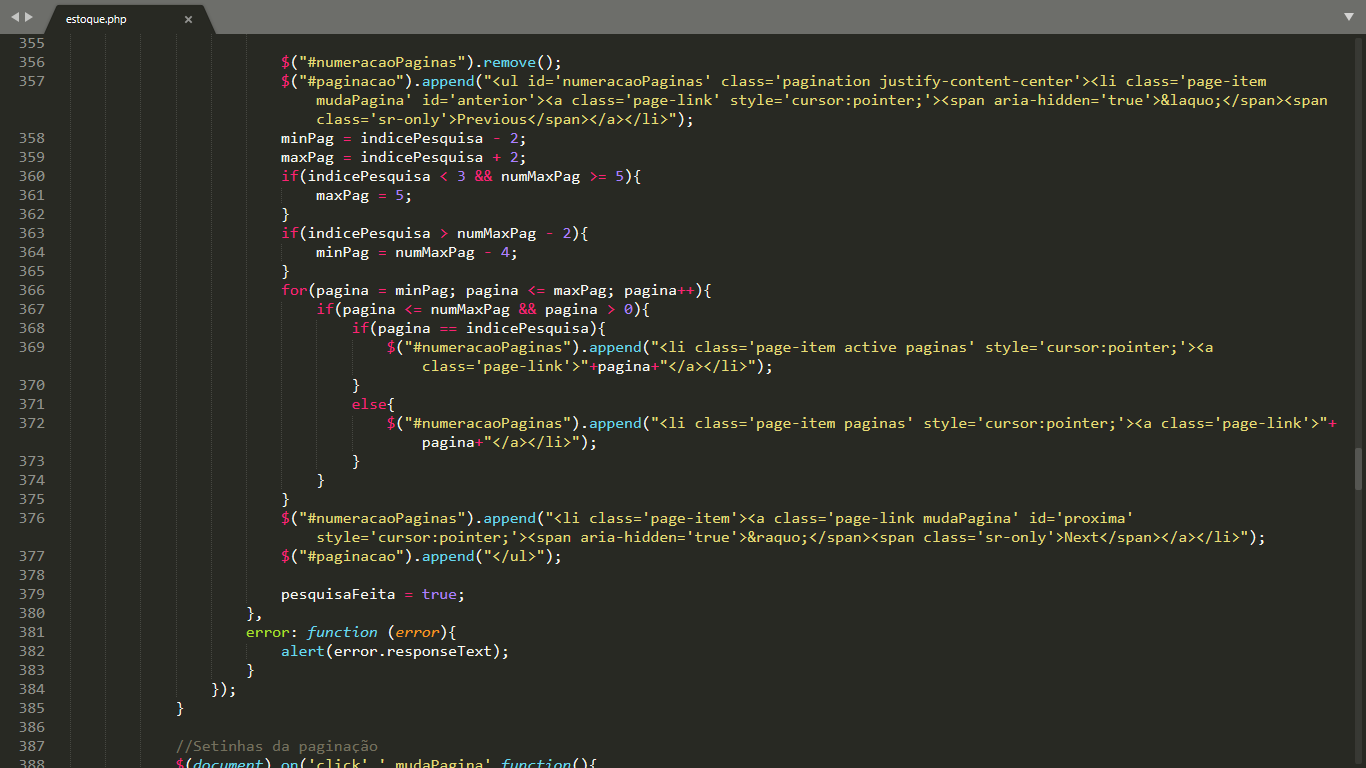 estoque.php ×
355
356 $("#numeracaoPaginas").remove();
357 $("#paginacao").append("<ul id='numeracaoPaginas' class='pagination justify-content-center'><li class='page-item
mudaPagina' id='anterior'><a class='page-link' style='cursor:pointer;'><span aria-hidden='true'>&laquo;</span><span
class='sr-only'>Previous</span></a></li>");
358 minPag = indicePesquisa - 2;
359 maxPag = indicePesquisa + 2;
360 if(indicePesquisa < 3 && numMaxPag >= 5){
361 maxPag = 5;
362 }
363 if(indicePesquisa > numMaxPag - 2){
364 minPag = numMaxPag - 4;
365 }
366 for(pagina = minPag; pagina <= maxPag; pagina++){
367 if(pagina <= numMaxPag && pagina > 0){
368 if(pagina == indicePesquisa){
369 $("#numeracaoPaginas").append("<li class='page-item active paginas' style='cursor:pointer;'><a
class='page-link'>"+pagina+"</a></li>");
370 }
371 else{
372 $("#numeracaoPaginas").append("<li class='page-item paginas' style='cursor:pointer;'><a class='page-link'>"+
pagina+"</a></li>");
373 }
374 }
375 }
376 $("#numeracaoPaginas").append("<li class='page-item'><a class='page-link mudaPagina' id='proxima'
style='cursor:pointer;'><span aria-hidden='true'>&raquo;</span><span class='sr-only'>Next</span></a></li>");
377 $("#paginacao").append("</ul>");
378
379 pesquisaFeita = true;
380 },
381 error: function (error){
382 alert(error.responseText);
383 }
384 });
385 }
386
387 //Setinhas da paginação
388 $(document).on('click','.mudaPagina',function(){